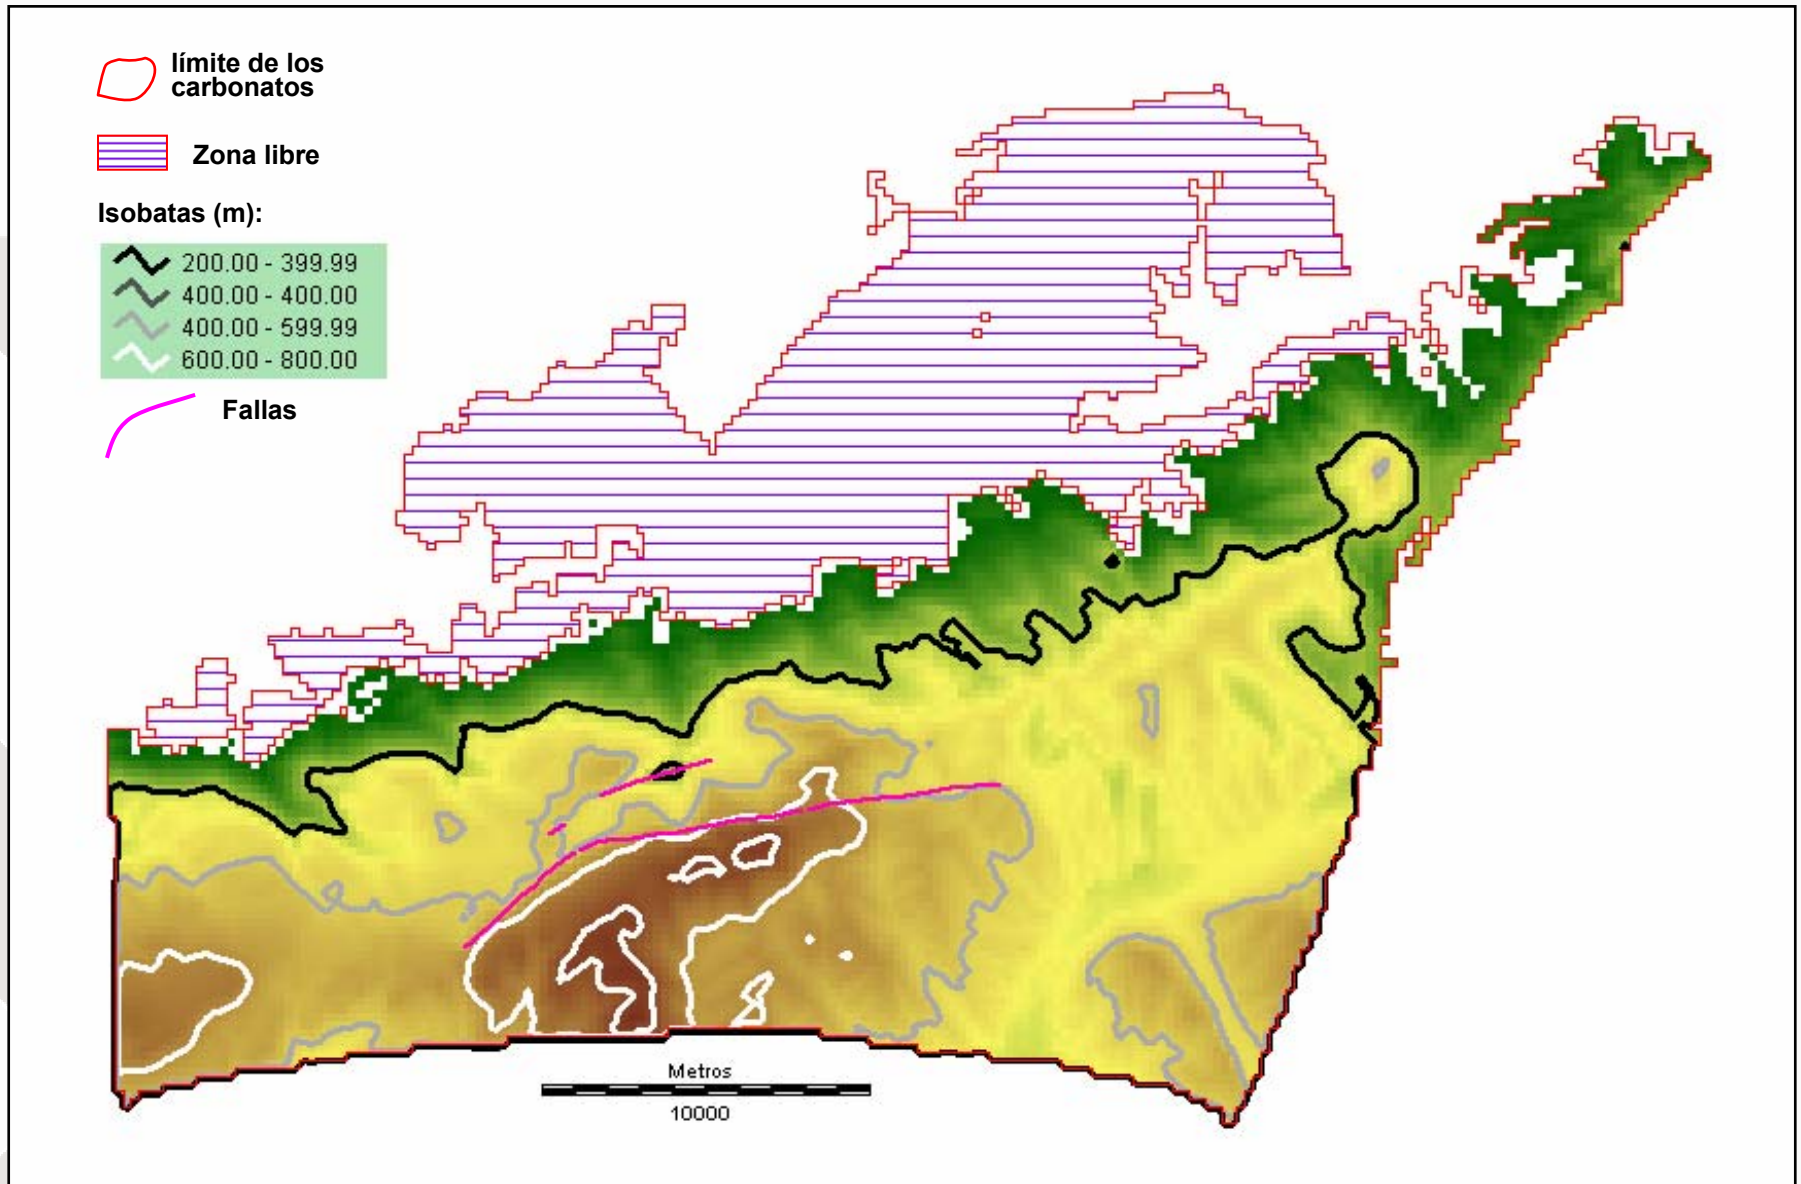 límite de los
carbonatos
Zona libre
Isobatas (m):
200.00 - 399.99
400.00 - 400.00
400.00 - 599.99
600.00 - 800.00
Fallas
Metros
10000